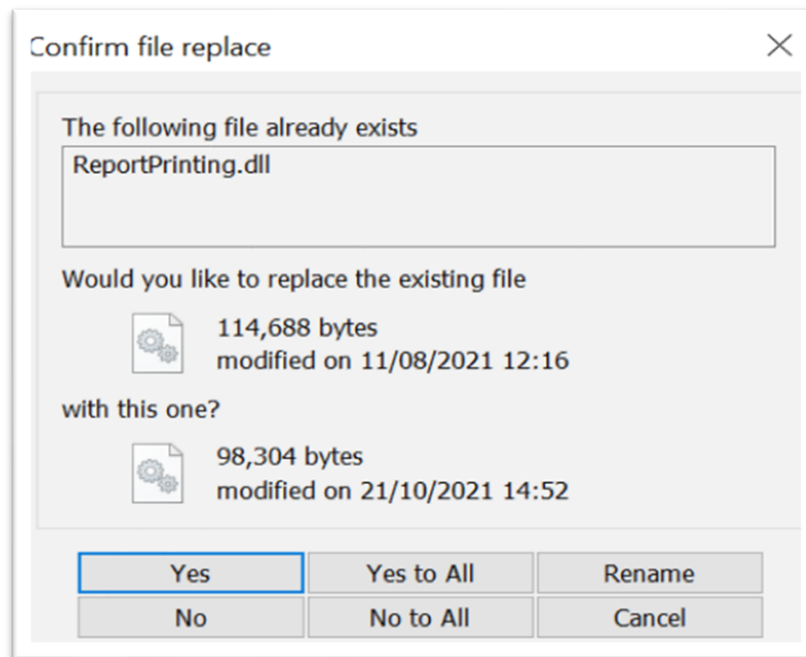 Confirm file replace
The following file already exists
ReportPrinting.dll
Would you like to replace the existing file
114,688 bytes
modified on 11/08/2021 12:16
with this one?
98,304 bytes
modified on 21/10/2021 14:52
Yes
Yes to All
Rename
No
No to All
Cancel